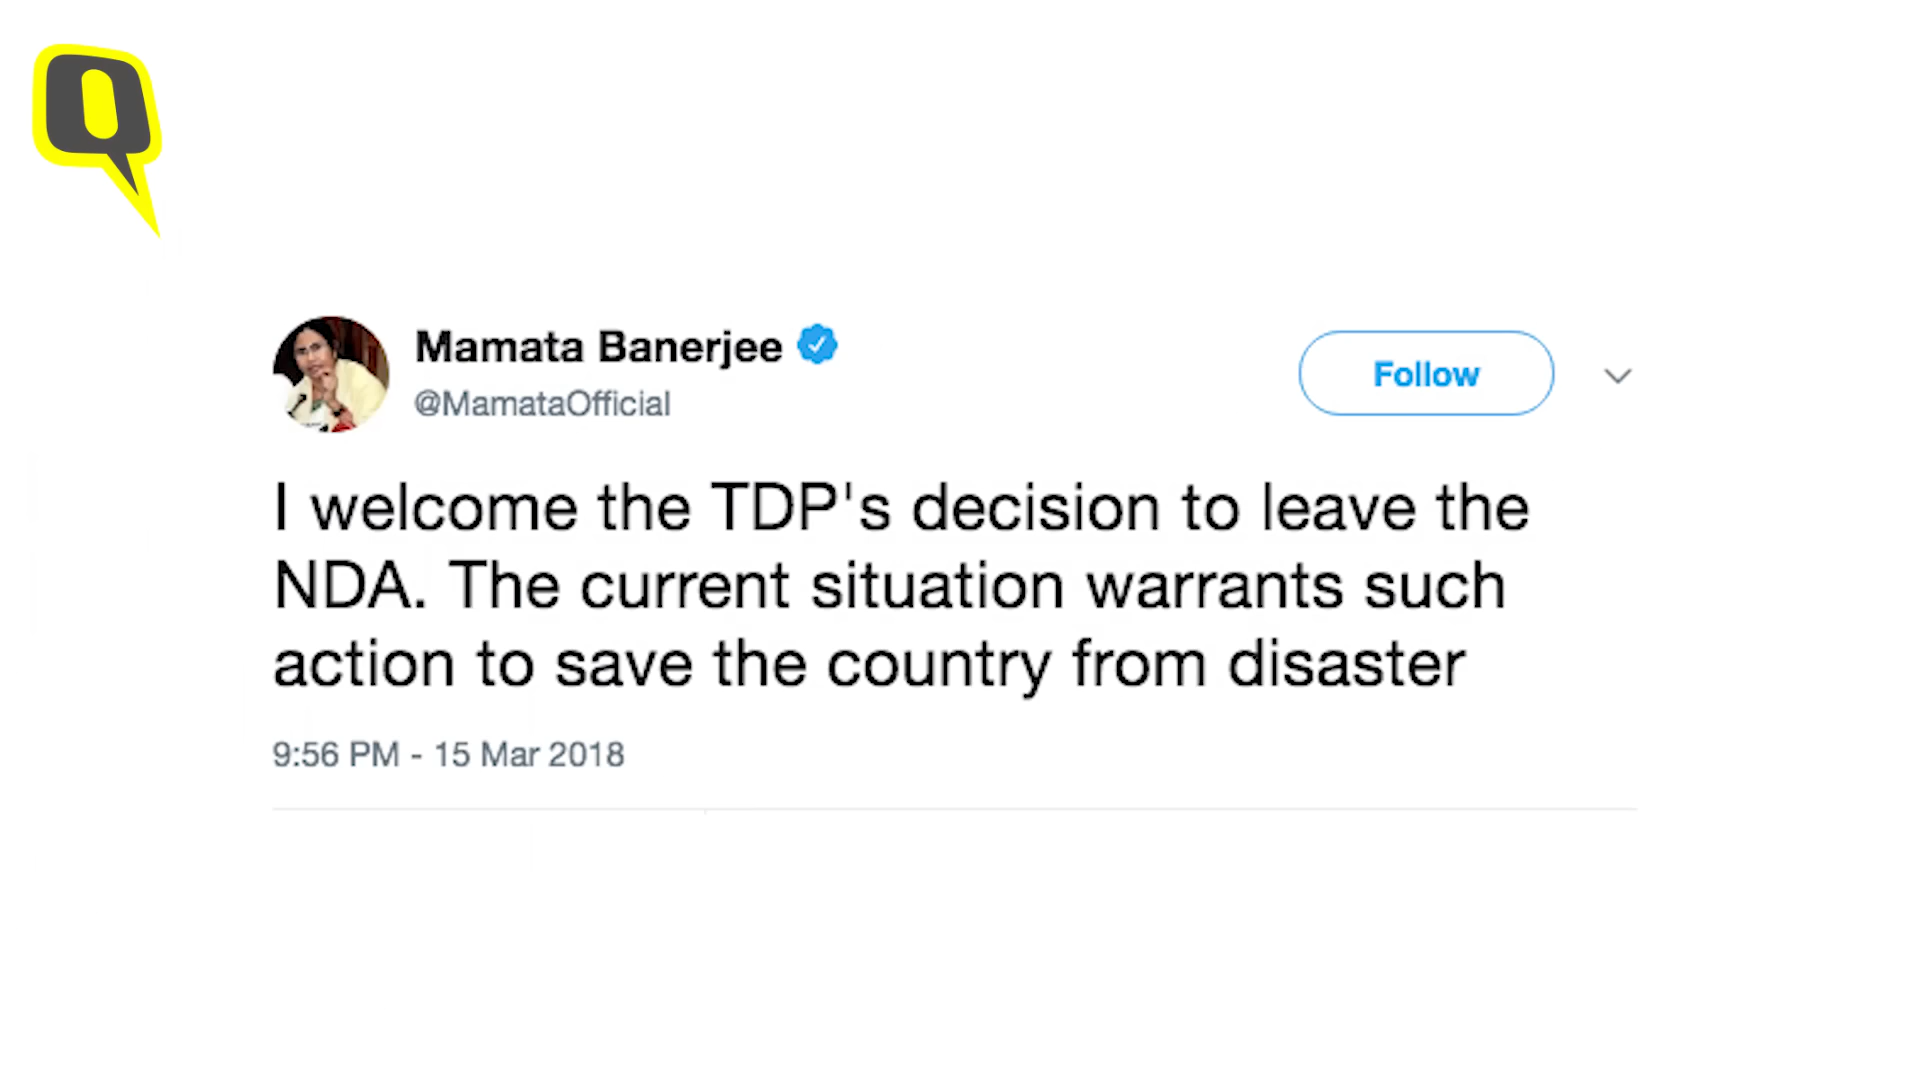 Q
Mamata Banerjee
@MamataOfficial
Follow
I welcome the TDP's decision to leave the
NDA. The current situation warrants such
action to save the country from disaster
9:56 PM - 15 Mar 2018